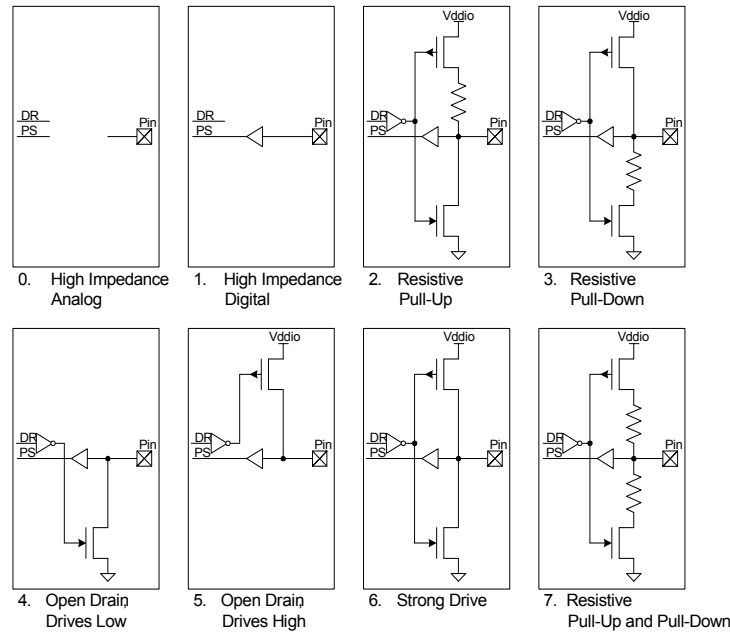 Vddio
Vddio
DR
PS
Pin
DR
PS
Pin
DR
PS
Pin
DR
PS
Pin
0. High Impedance
Analog
1. High Impedance
Digital
2. Resistive
Pull-Up
3. Resistive
Pull-Down
Vddio
Vddio
Vddio
DR
PS
Pin
DR
PS
Pin
DR
PS
Pin
DR
PS
Pin
4. Open Drain,
Drives Low
5. Open Drain,
Drives High
6. Strong Drive
7. Resistive
Pull-Up and Pull-Down